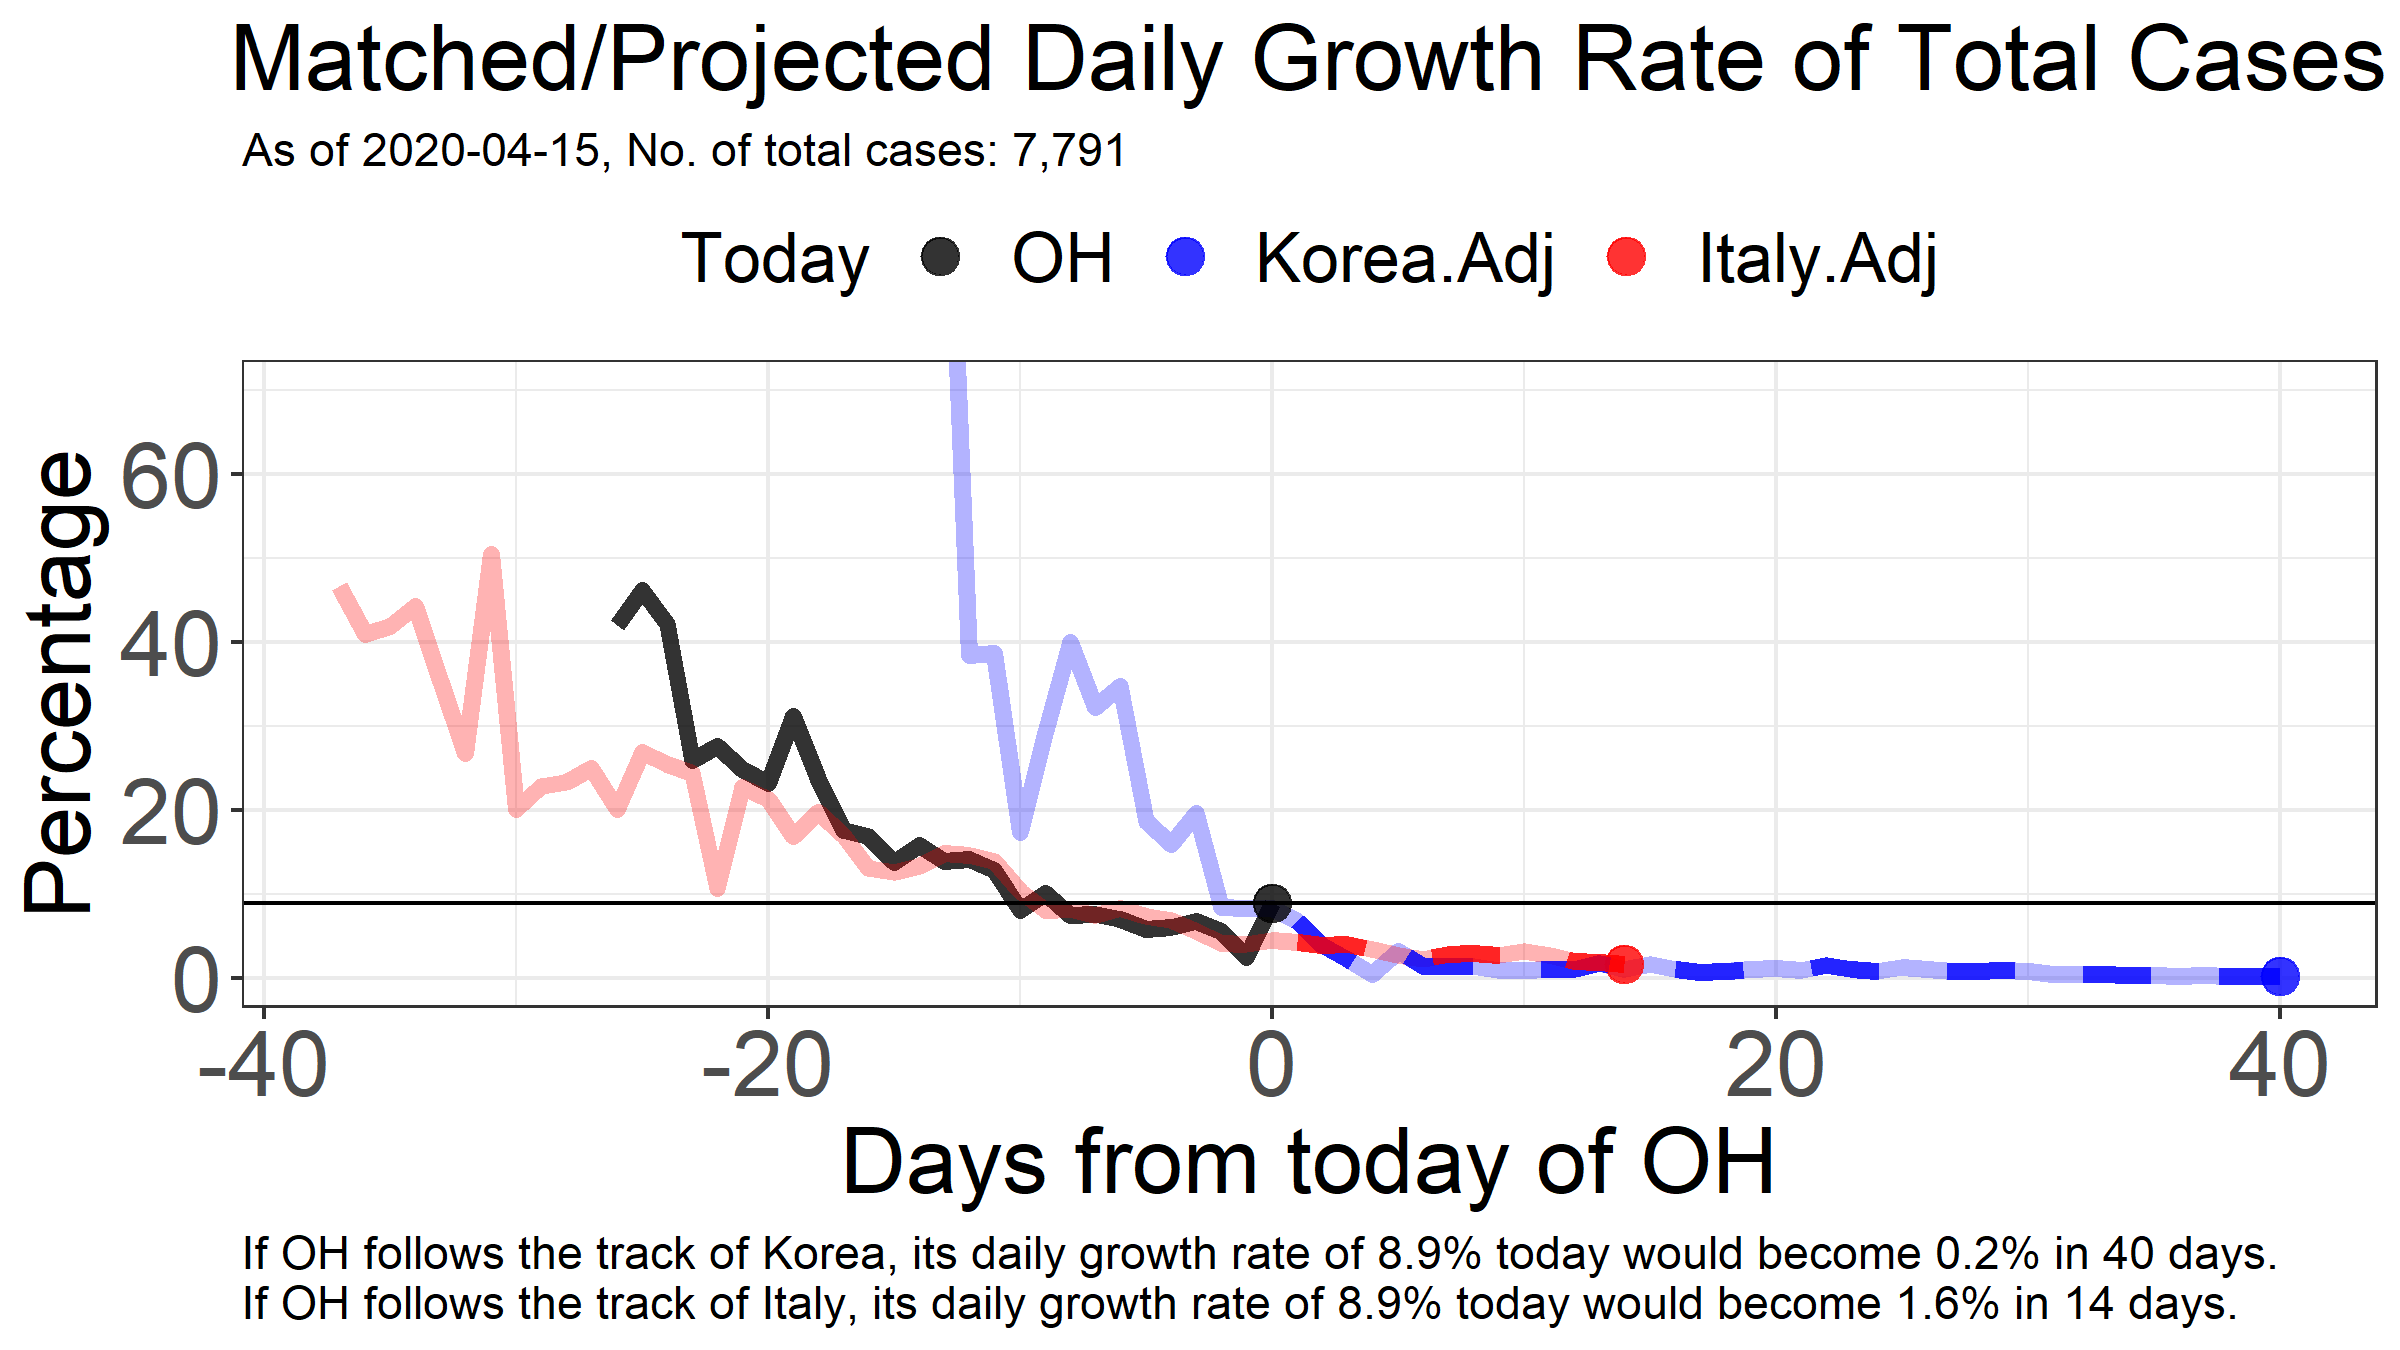 Matched/Projected Daily Growth Rate of Total Cases
As of 2020-04-15, No. of total cases: 7,791
Today OH Korea.Adj Italy.Adj
Percentage
60
40
20
0
-40 -20 0 20 40
Days from today of OH
If OH follows the track of Korea, its daily growth rate of 8.9% today would become 0.2% in 40 days.
If OH follows the track of Italy, its daily growth rate of 8.9% today would become 1.6% in 14 days.